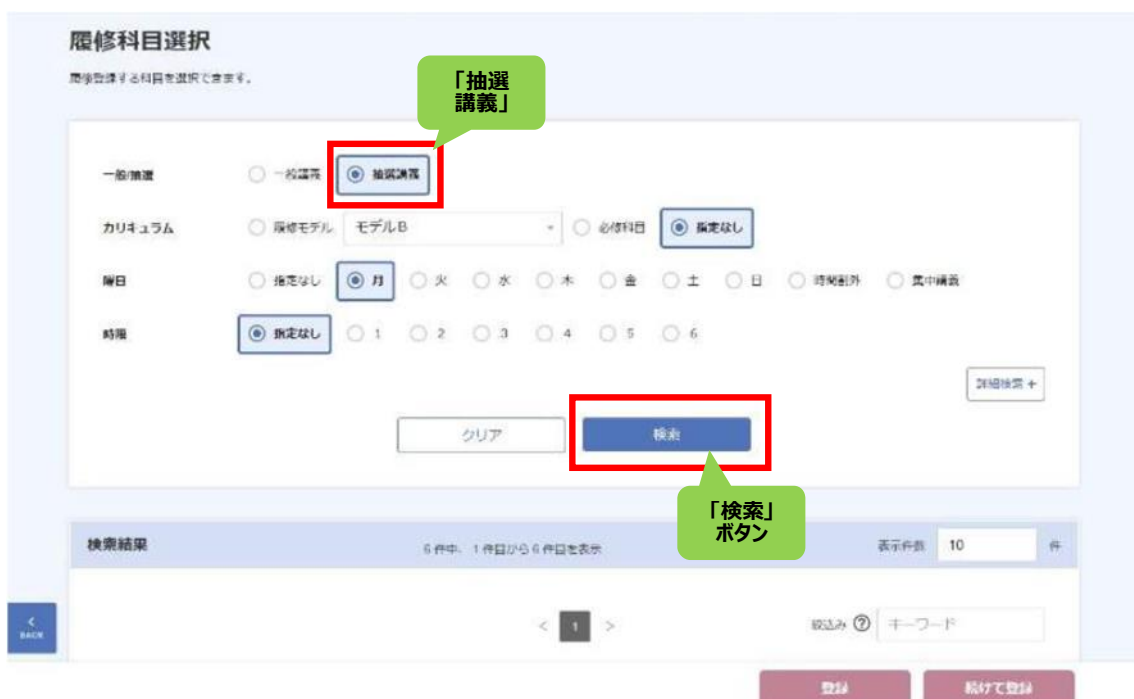 履修科目選択
履修登録する科目を選択できます。
「抽選
講義」
一般/抽選 一般講義 抽選講義
カリキュラム 履修モデル モデルB 必修科目 指定なし
曜日 指定なし 月 火 水 木 金 土 日 時間割外 集中講義
時限 指定なし 1 2 3 4 5 6
詳細検索 +
クリア 検索
「検索」
ボタン
検索結果 6 件中、1 件目から 6 件目を表示 表示件数 10 件
< BACK
< 1 > 絞込み ? キーワード
登録 続けて登録